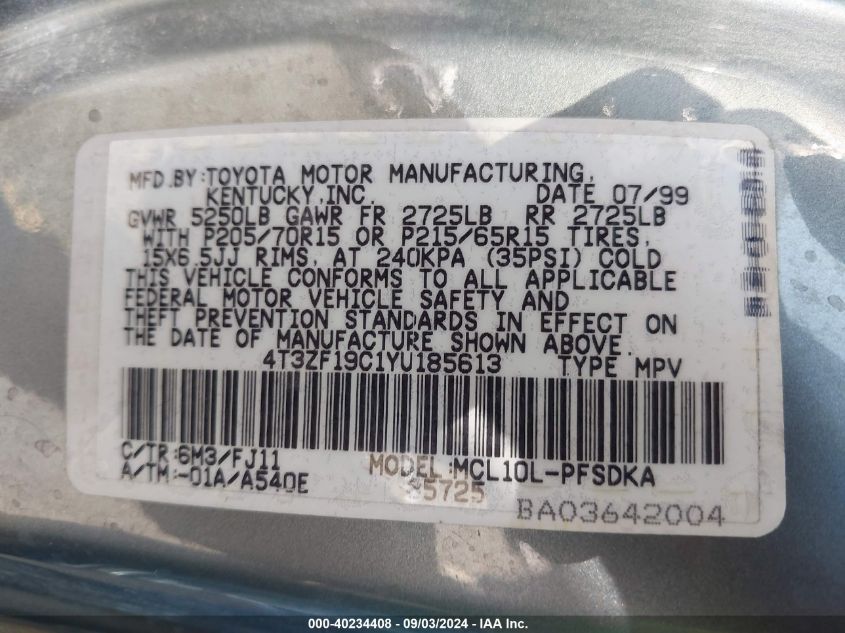 MFD.BY:TOYOTA MOTOR MANUFACTURING,
KENTUCKY,INC. DATE 07/99
GVWR 5250LB GAWR FR 2725LB RR 2725LB
WITH P205/70R15 OR P215/65R15 TIRES,
15X6.5JJ RIMS, AT 240KPA (35PSI) COLD
THIS VEHICLE CONFORMS TO ALL APPLICABLE
FEDERAL MOTOR VEHICLE SAFETY AND
THEFT PREVENTION STANDARDS IN EFFECT ON
THE DATE OF MANUFACTURE SHOWN ABOVE.
4T3ZF19C1YU185613 TYPE MPV
C/TR:6M3/FJ11
A/TM:-01A/A540E
MODEL:MCL10L-PFSDKA
5725
BA03642004
000-40234408 - 09/03/2024 - IAA Inc.